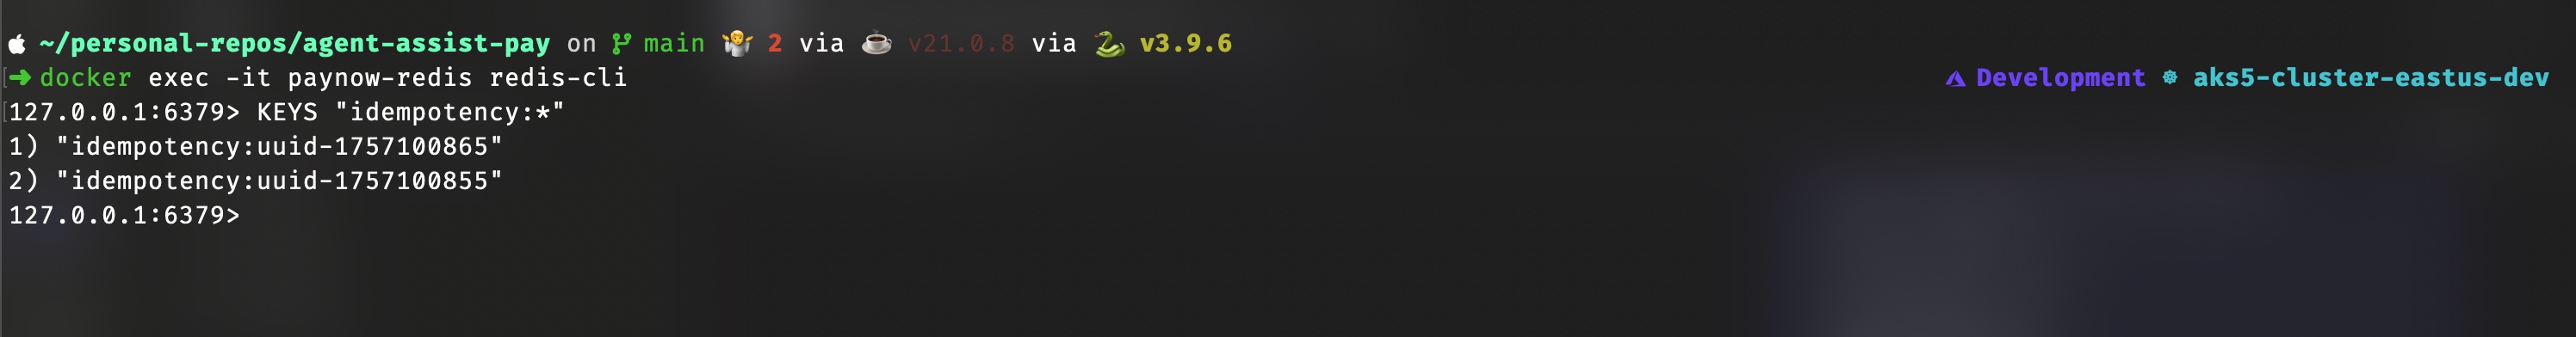 ~/personal-repos/agent-assist-pay on main 🤷 2 via ☕ v21.0.8 via 🐍 v3.9.6
➜ docker exec -it paynow-redis redis-cli Development ☸ aks5-cluster-eastus-dev
127.0.0.1:6379> KEYS "idempotency:*"
1) "idempotency:uuid-1757100865"
2) "idempotency:uuid-1757100855"
127.0.0.1:6379>